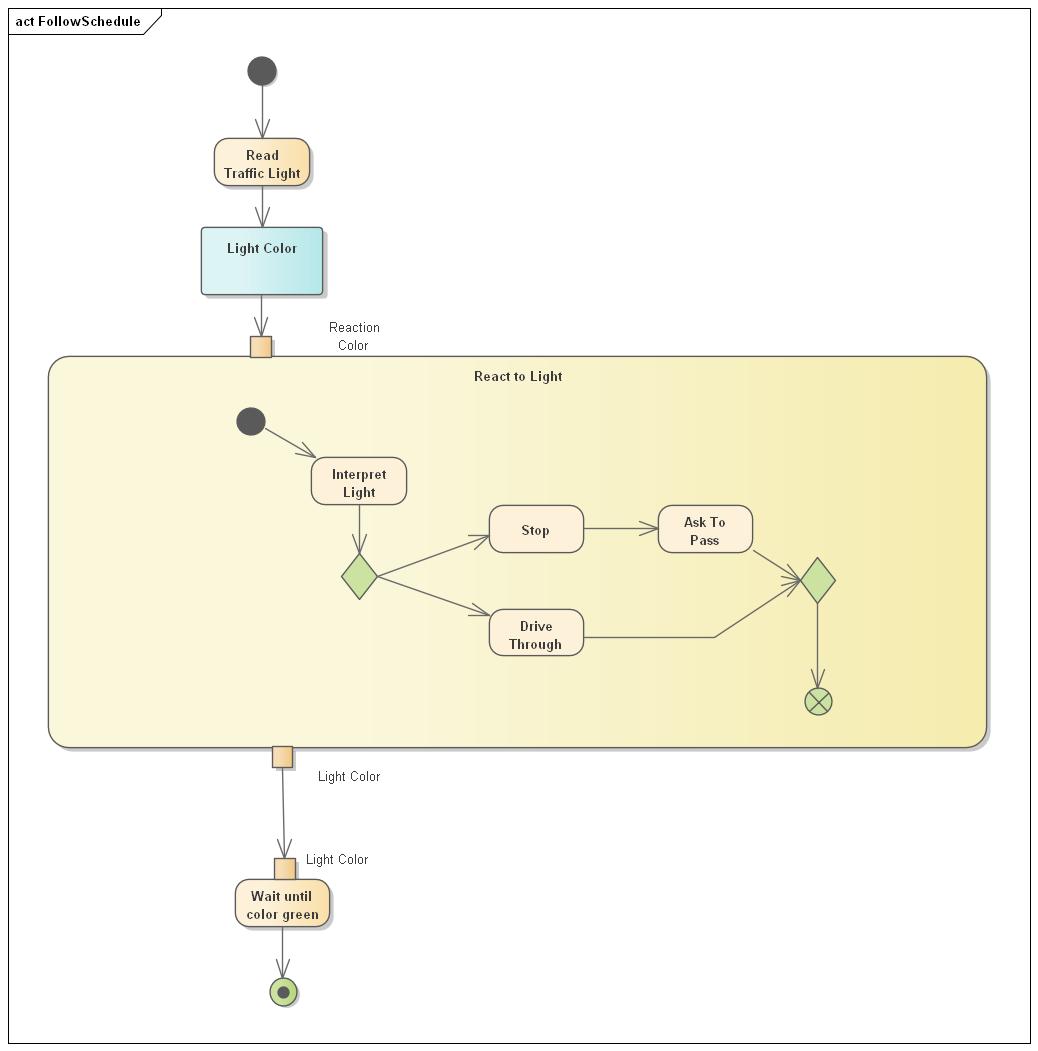 act FollowSchedule
Read
Traffic Light
Light Color
Reaction
Color
React to Light
Interpret
Light
Stop
Ask To
Pass
Drive
Through
Light Color
Light Color
Wait until
color green